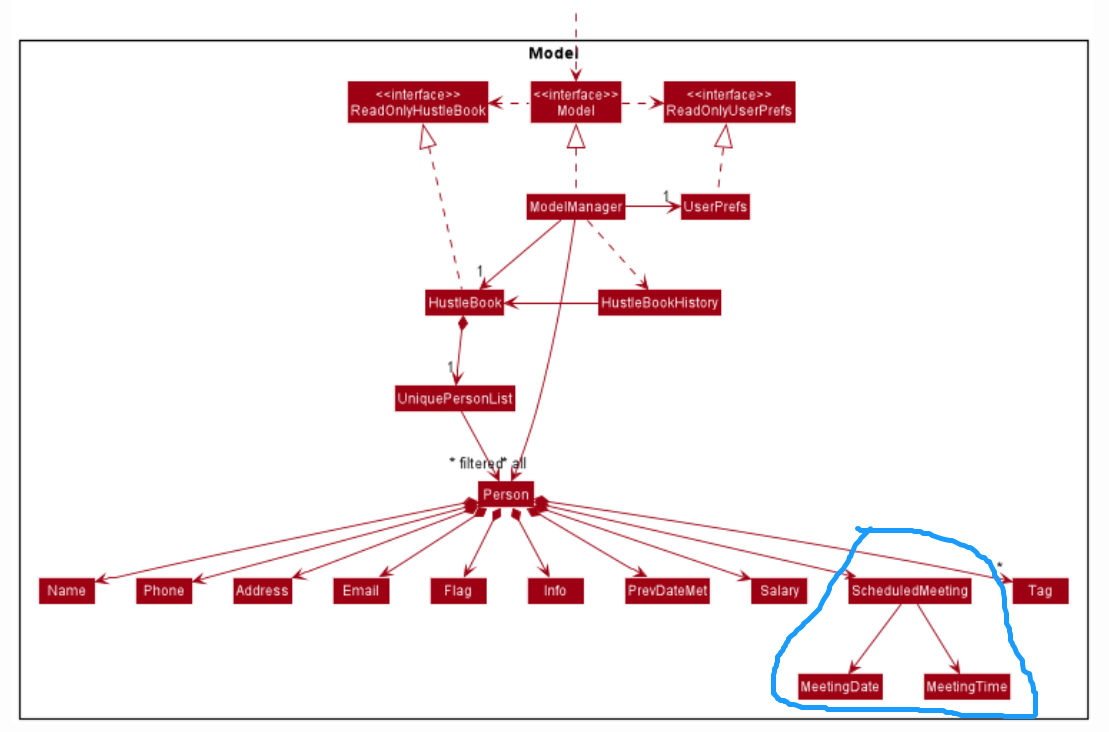 Model
<<interface>>
ReadOnlyHustleBook
<<interface>>
Model
<<interface>>
ReadOnlyUserPrefs
ModelManager
1
UserPrefs
1
HustleBook
HustleBookHistory
1
UniquePersonList
* filtered
* all
Person
Name
Phone
Address
Email
Flag
Info
PrevDateMet
Salary
ScheduledMeeting
*
Tag
MeetingDate
MeetingTime